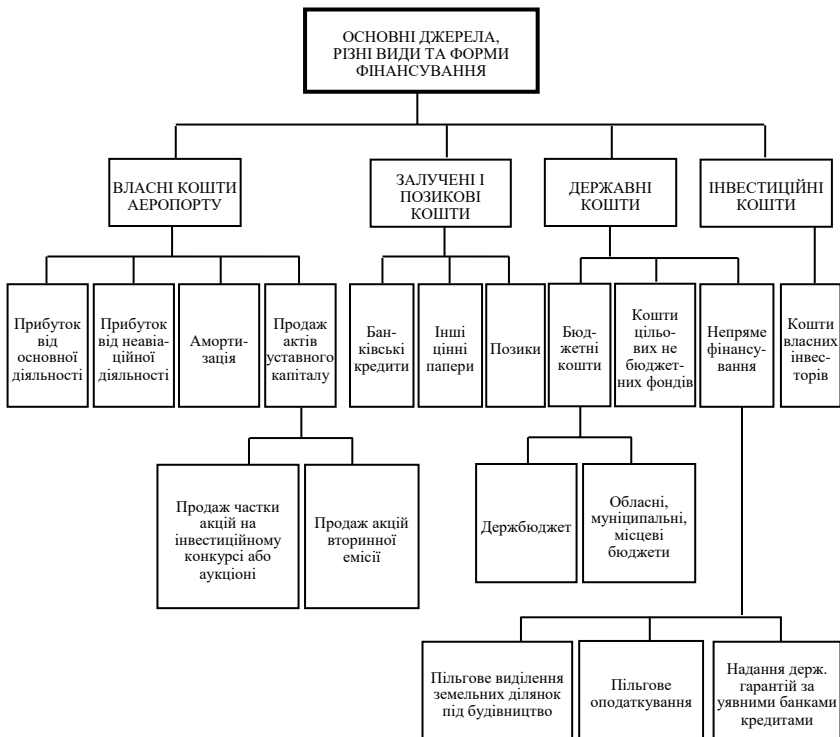 ОСНОВНІ ДЖЕРЕЛА,
РІЗНІ ВИДИ ТА ФОРМИ
ФІНАНСУВАННЯ
ВЛАСНІ КОШТИ
АЕРОПОРТУ
ЗАЛУЧЕНІ І
ПОЗИКОВІ
КОШТИ
ДЕРЖАВНІ
КОШТИ
ІНВЕСТИЦІЙНІ
КОШТИ
Прибуток
від
основної
діяльності
Прибуток
від неавіа-
ційної
діяльності
Аморти-
зація
Продаж
актів
уставного
капіталу
Бан-
ківські
кредити
Інші
цінні
папери
Позики
Бюд-
жетні
кошти
Кошти
цільо-
вих не
бюджет-
них фондів
Непряме
фінансу-
вання
Кошти
власних
інвес-
торів
Продаж частки
акцій на
інвестиційному
конкурсі або
аукціоні
Продаж акцій
вторинної
емісії
Держбюджет
Обласні,
муніципальні,
місцеві
бюджети
Пільгове виділення
земельних ділянок
під будівництво
Пільгове
оподаткування
Надання держ.
гарантій за
уявними банками
кредитами